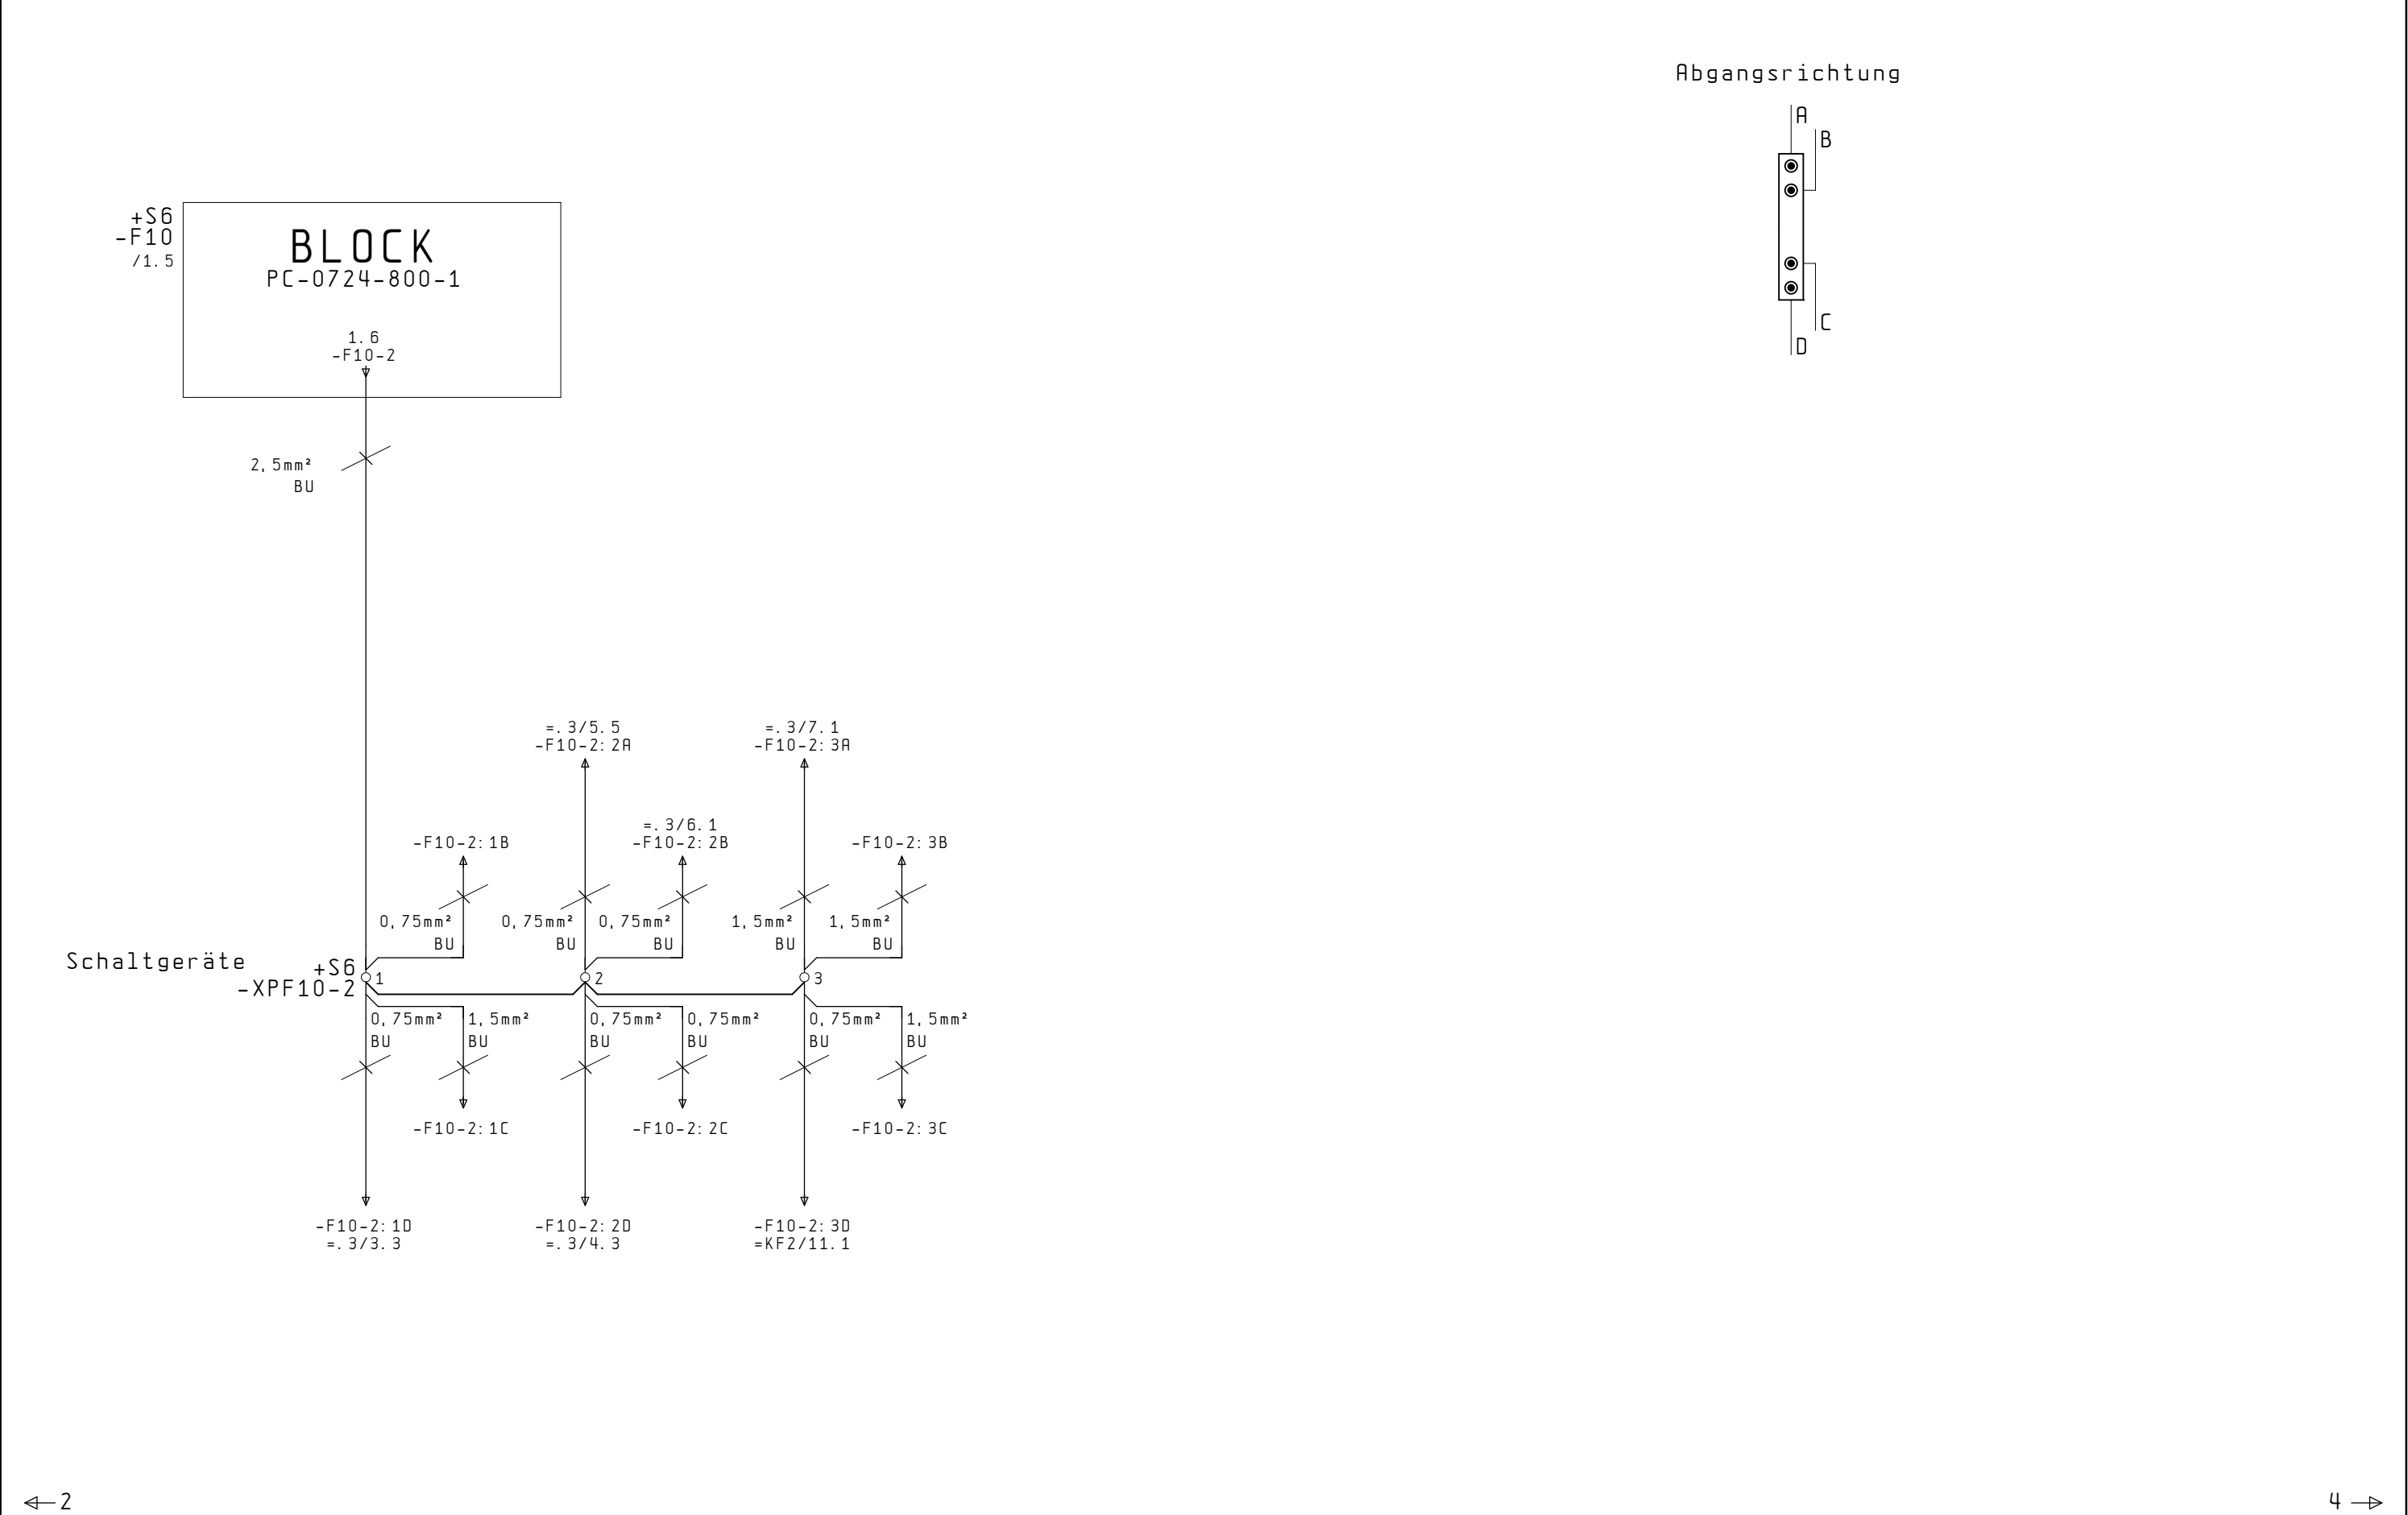 Abgangsrichtung
A
B
C
D
+S6
-F10
/1.5
BLOCK
PC-0724-800-1
1.6
-F10-2
2,5mm²
BU
=.3/5.5
-F10-2:2A
=.3/7.1
-F10-2:3A
-F10-2:1B
=.3/6.1
-F10-2:2B
-F10-2:3B
0,75mm²
BU
0,75mm²
BU
0,75mm²
BU
1,5mm²
BU
1,5mm²
BU
Schaltgeräte
+S6
-XPF10-2
1
2
3
0,75mm²
BU
1,5mm²
BU
0,75mm²
BU
0,75mm²
BU
0,75mm²
BU
1,5mm²
BU
-F10-2:1C
-F10-2:2C
-F10-2:3C
-F10-2:1D
=.3/3.3
-F10-2:2D
=.3/4.3
-F10-2:3D
=KF2/11.1
2
4